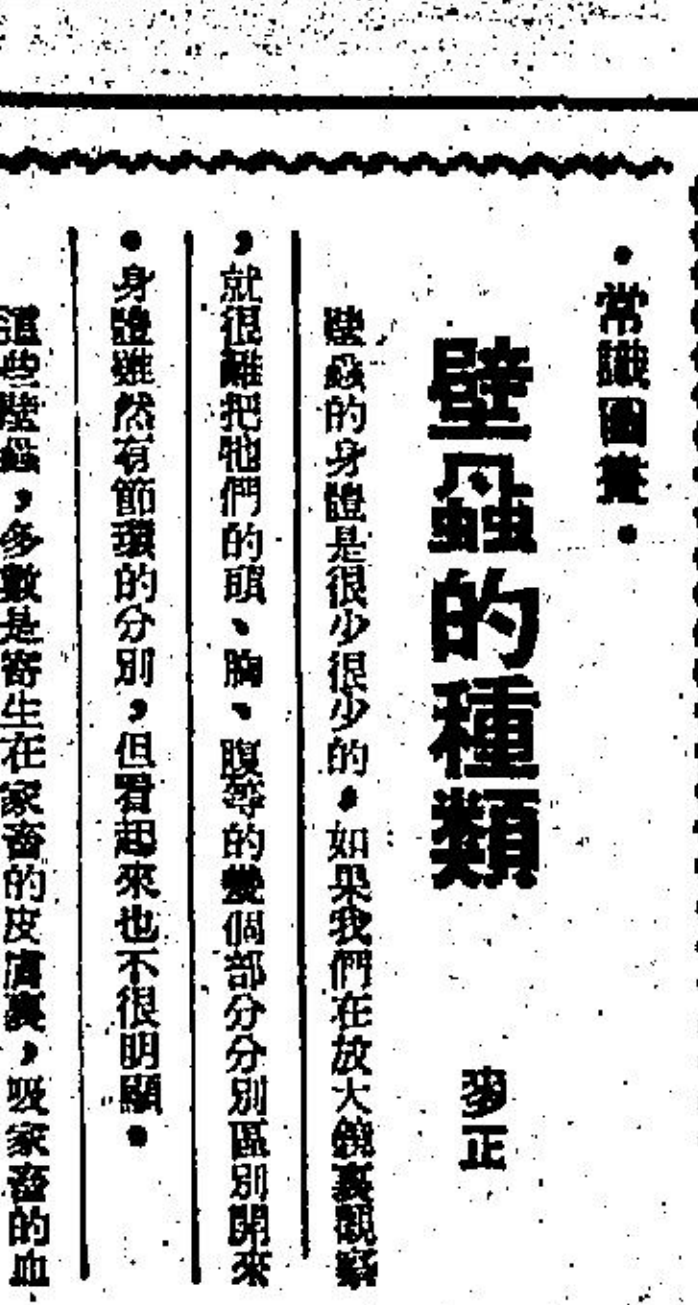 •常識圖畫•
壁虱的種類
麥正
壁蝨的身體是很少很少的，如果我們在放大鏡裏觀察
，就很難把牠們的頭、胸、腹等的幾個部分分別區別開來
。身體雖然有節環的分別，但看起來也不很明顯。
這些壁蝨，多數是寄生在家畜的皮膚裏，吸家畜的血